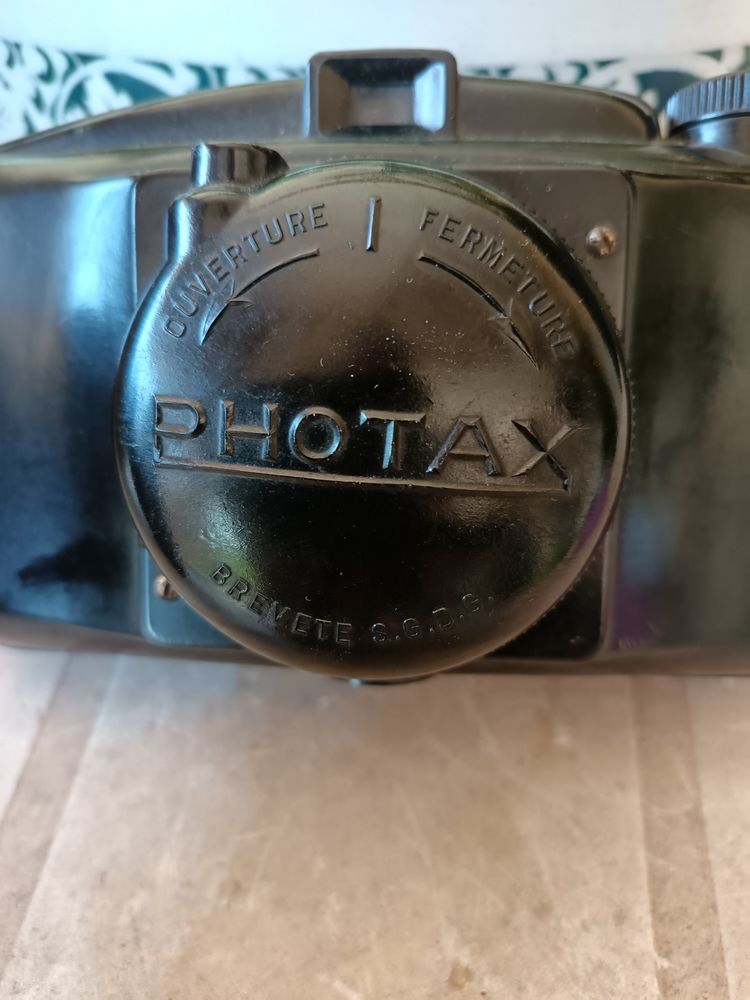 OUVERTURE
FERMETURE
PHOTAX
BREVETE S.G.D.G.